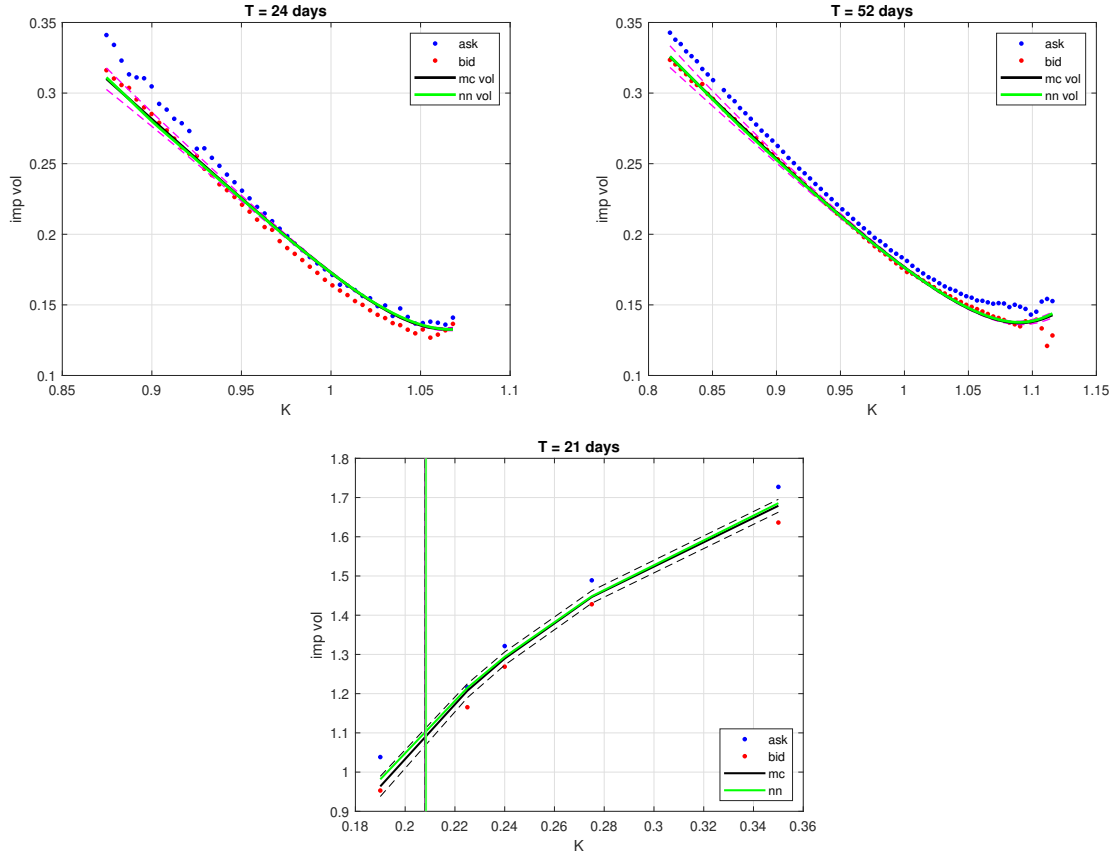 T = 24 days
0.35
0.3
0.25
0.2
0.15
0.1
imp vol
0.85
0.9
0.95
1
1.05
1.1
K
ask
bid
mc vol
nn vol
T = 52 days
0.35
0.3
0.25
0.2
0.15
0.1
imp vol
0.8
0.85
0.9
0.95
1
1.05
1.1
1.15
K
ask
bid
mc vol
nn vol
T = 21 days
1.8
1.7
1.6
1.5
1.4
1.3
1.2
1.1
1
0.9
imp vol
0.18
0.2
0.22
0.24
0.26
0.28
0.3
0.32
0.34
0.36
K
ask
bid
mc
nn